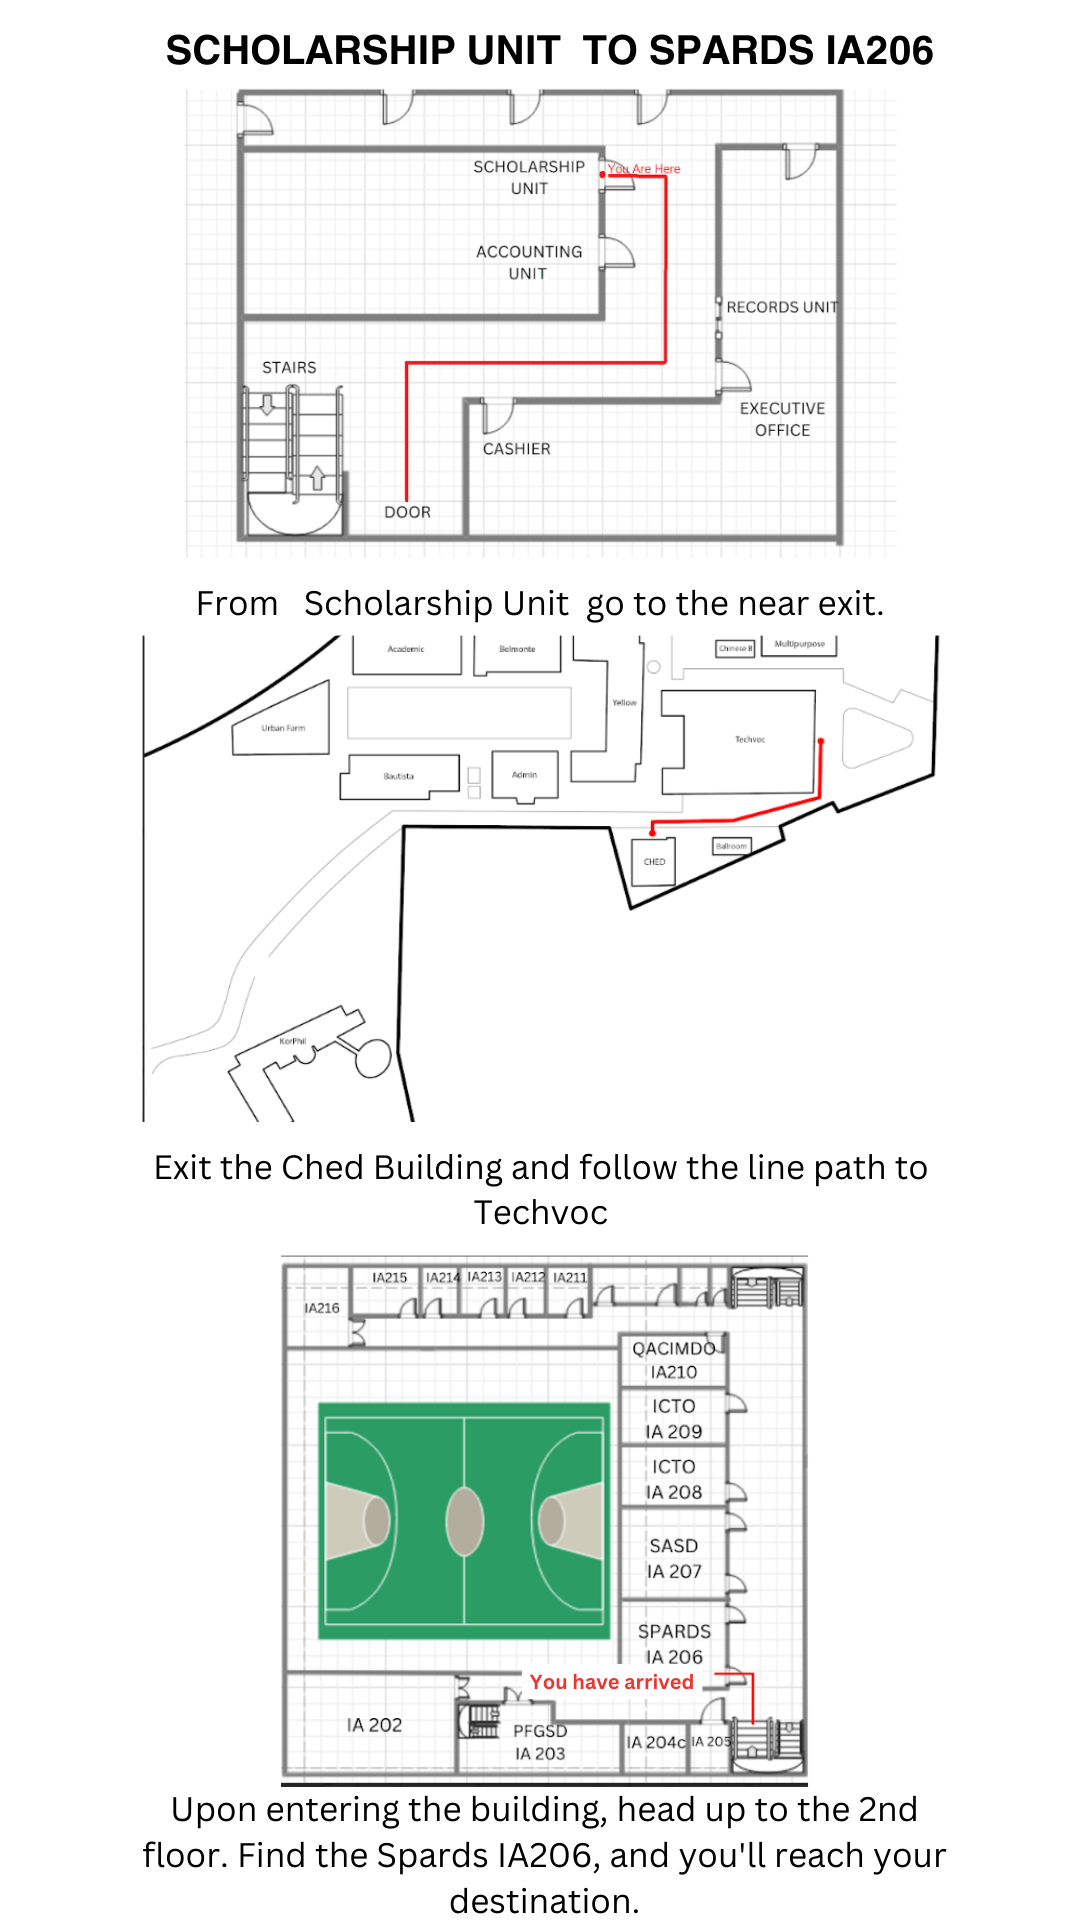 SCHOLARSHIP UNIT TO SPARDS IA206
You Are Here
SCHOLARSHIP
UNIT
ACCOUNTING
UNIT
RECORDS UNIT
STAIRS
EXECUTIVE
OFFICE
CASHIER
DOOR
From Scholarship Unit go to the near exit.
Academic
Belmonte
Chinese B
Multipurpose
Urban Farm
Yellow
Techvoc
Bautista
Admin
CHED
Ballroom
KorPhil
Exit the Ched Building and follow the line path to
Techvoc
IA215
IA214
IA213
IA212
IA211
IA216
QACIMDO
IA210
ICTO
IA 209
ICTO
IA 208
SASD
IA 207
SPARDS
IA 206
You have arrived
IA 202
PFGSD
IA 203
IA 204c
IA 205
Upon entering the building, head up to the 2nd
floor. Find the Spards IA206, and you'll reach your
destination.